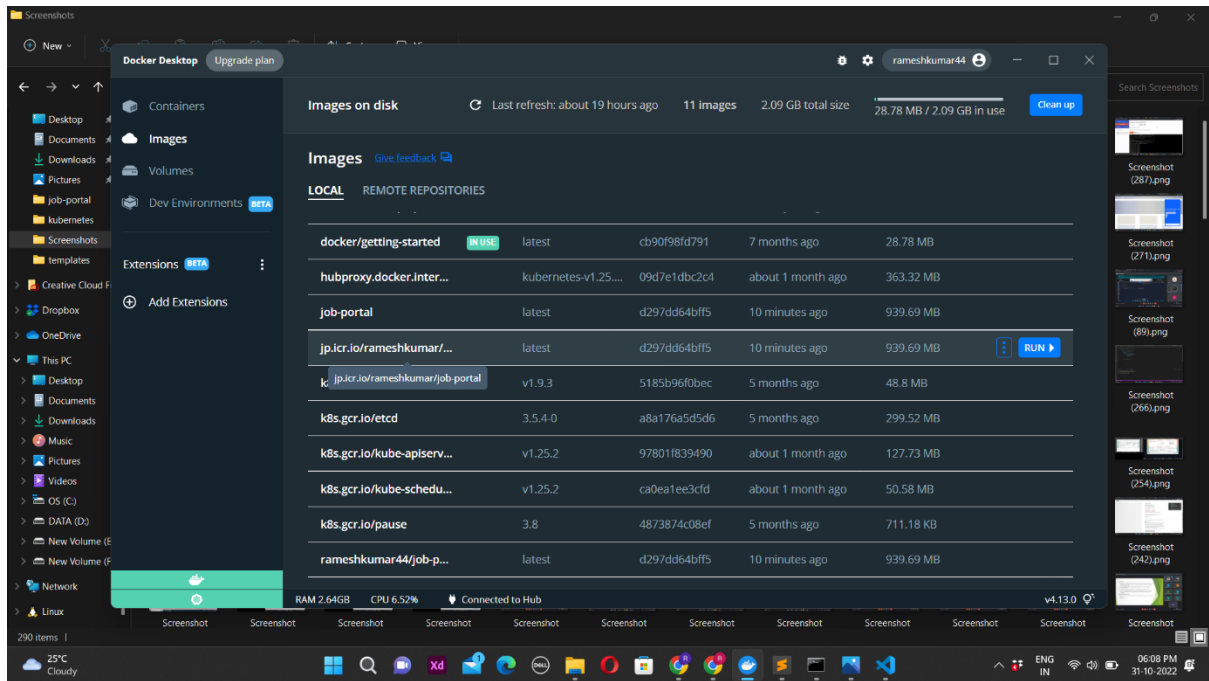 Screenshots
New
Search Screenshots
Desktop
Documents
Downloads
Pictures
job-portal
kubernetes
Screenshots
templates
Creative Cloud F
Dropbox
OneDrive
This PC
Desktop
Documents
Downloads
Music
Pictures
Videos
OS (C:)
DATA (D:)
New Volume (E
New Volume (F
Network
Linux
290 items
Docker Desktop Upgrade plan
rameshkumar44
Containers
Images
Volumes
Dev Environments BETA
Extensions BETA
Add Extensions
Images on disk Last refresh: about 19 hours ago 11 images 2.09 GB total size 28.78 MB / 2.09 GB in use Clean up
Images Give feedback
LOCAL REMOTE REPOSITORIES
docker/getting-started IN USE latest cb90f98fd791 7 months ago 28.78 MB
hubproxy.docker.inter... kubernetes-v1.25.... 09d7e1dbc2c4 about 1 month ago 363.32 MB
job-portal latest d297dd64bff5 10 minutes ago 939.69 MB
jp.icr.io/rameshkumar/... latest d297dd64bff5 10 minutes ago 939.69 MB RUN
jp.icr.io/rameshkumar/job-portal
v1.9.3 5185b96f0bec 5 months ago 48.8 MB
k8s.gcr.io/etcd 3.5.4-0 a8a176a5d5d6 5 months ago 299.52 MB
k8s.gcr.io/kube-apiserv... v1.25.2 97801f839490 about 1 month ago 127.73 MB
k8s.gcr.io/kube-schedu... v1.25.2 ca0ea1ee3cfd about 1 month ago 50.58 MB
k8s.gcr.io/pause 3.8 4873874c08ef 5 months ago 711.18 KB
rameshkumar44/job-p... latest d297dd64bff5 10 minutes ago 939.69 MB
RAM 2.64GB CPU 6.52% Connected to Hub v4.13.0
Screenshot
(287).png
Screenshot
(271).png
Screenshot
(89).png
Screenshot
(266).png
Screenshot
(254).png
Screenshot
(242).png
Screenshot Screenshot Screenshot Screenshot Screenshot Screenshot Screenshot Screenshot Screenshot Screenshot Screenshot Screenshot
25°C
Cloudy
Xd
DELL
ENG
IN
06:08 PM
31-10-2022